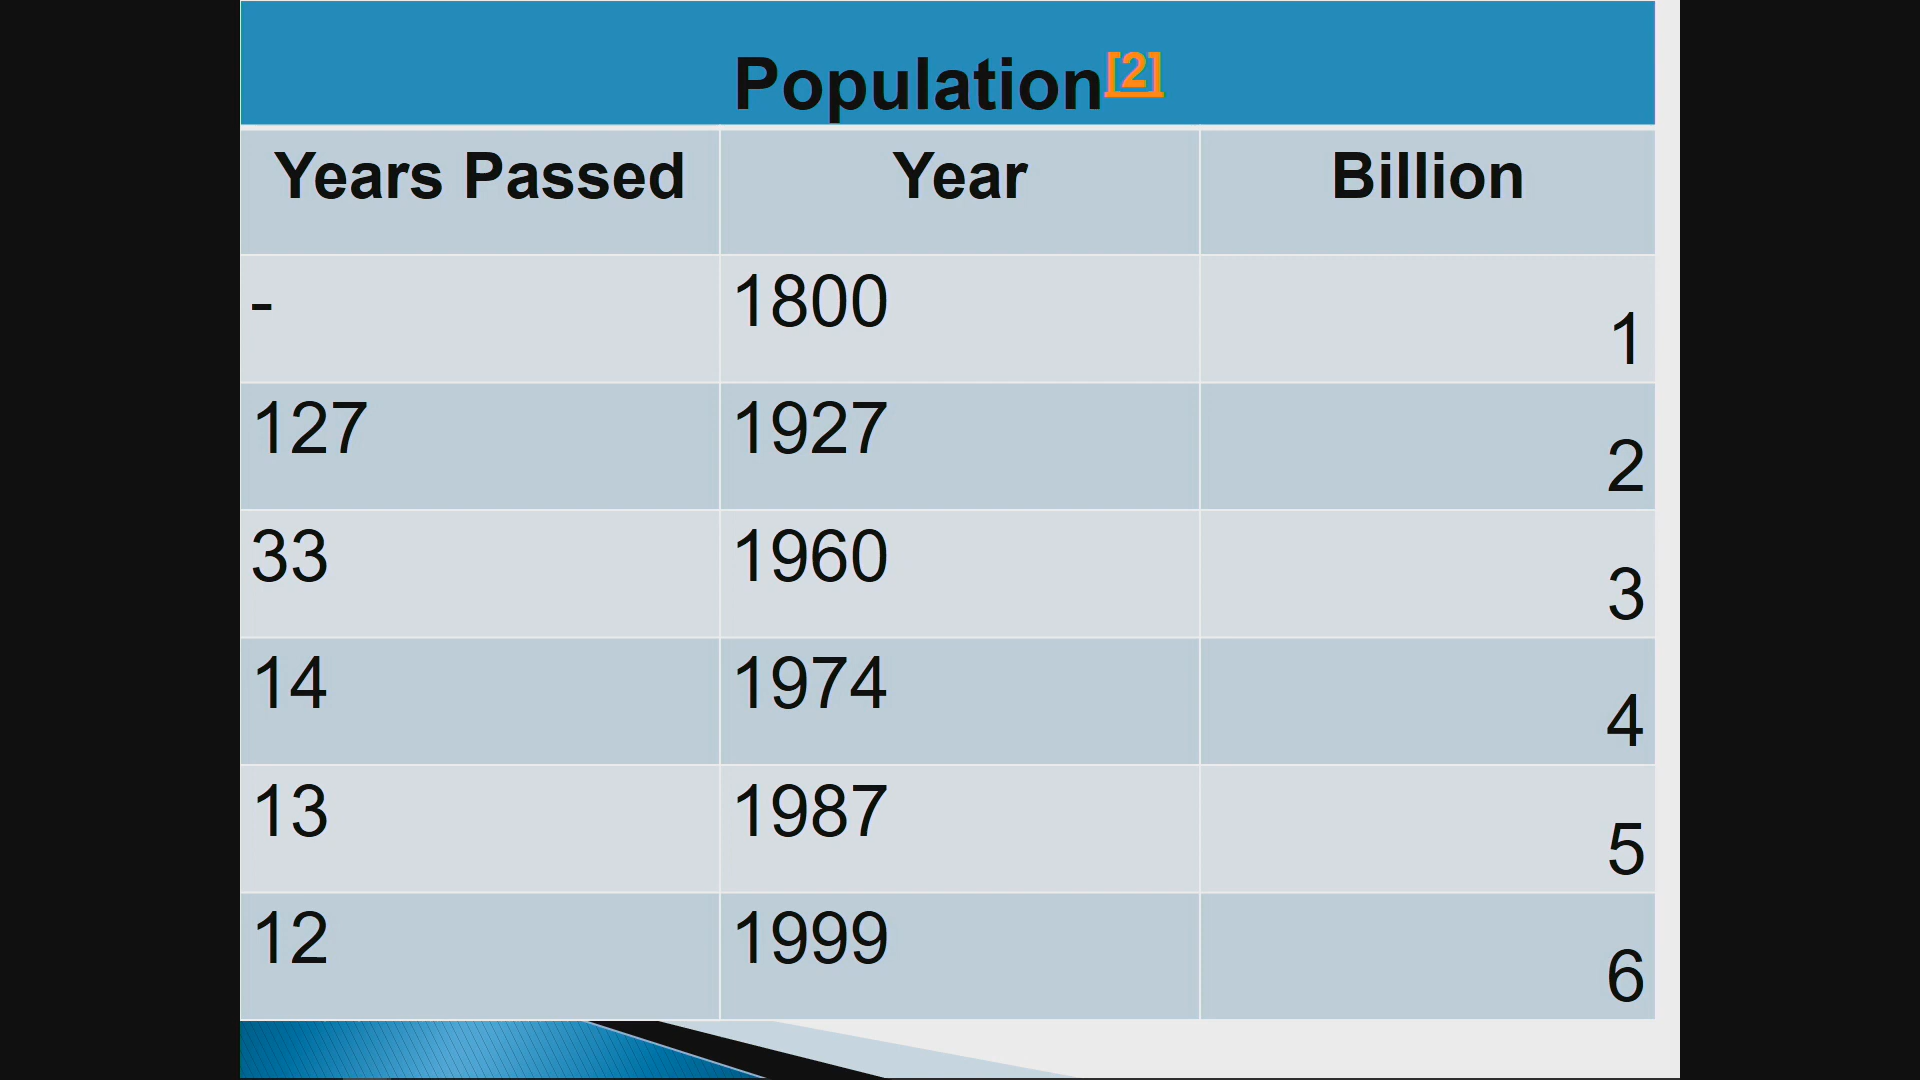 Population[2]
Years Passed Year Billion
- 1800 1
127 1927 2
33 1960 3
14 1974 4
13 1987 5
12 1999 6